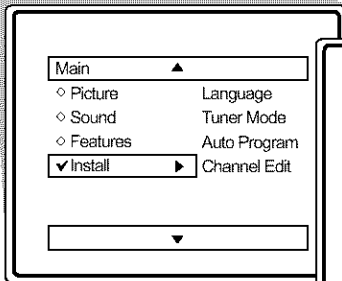 Main ▲
◇ Picture Language
◇ Sound Tuner Mode
◇ Features Auto Program
✔ Install ▶ Channel Edit
▼